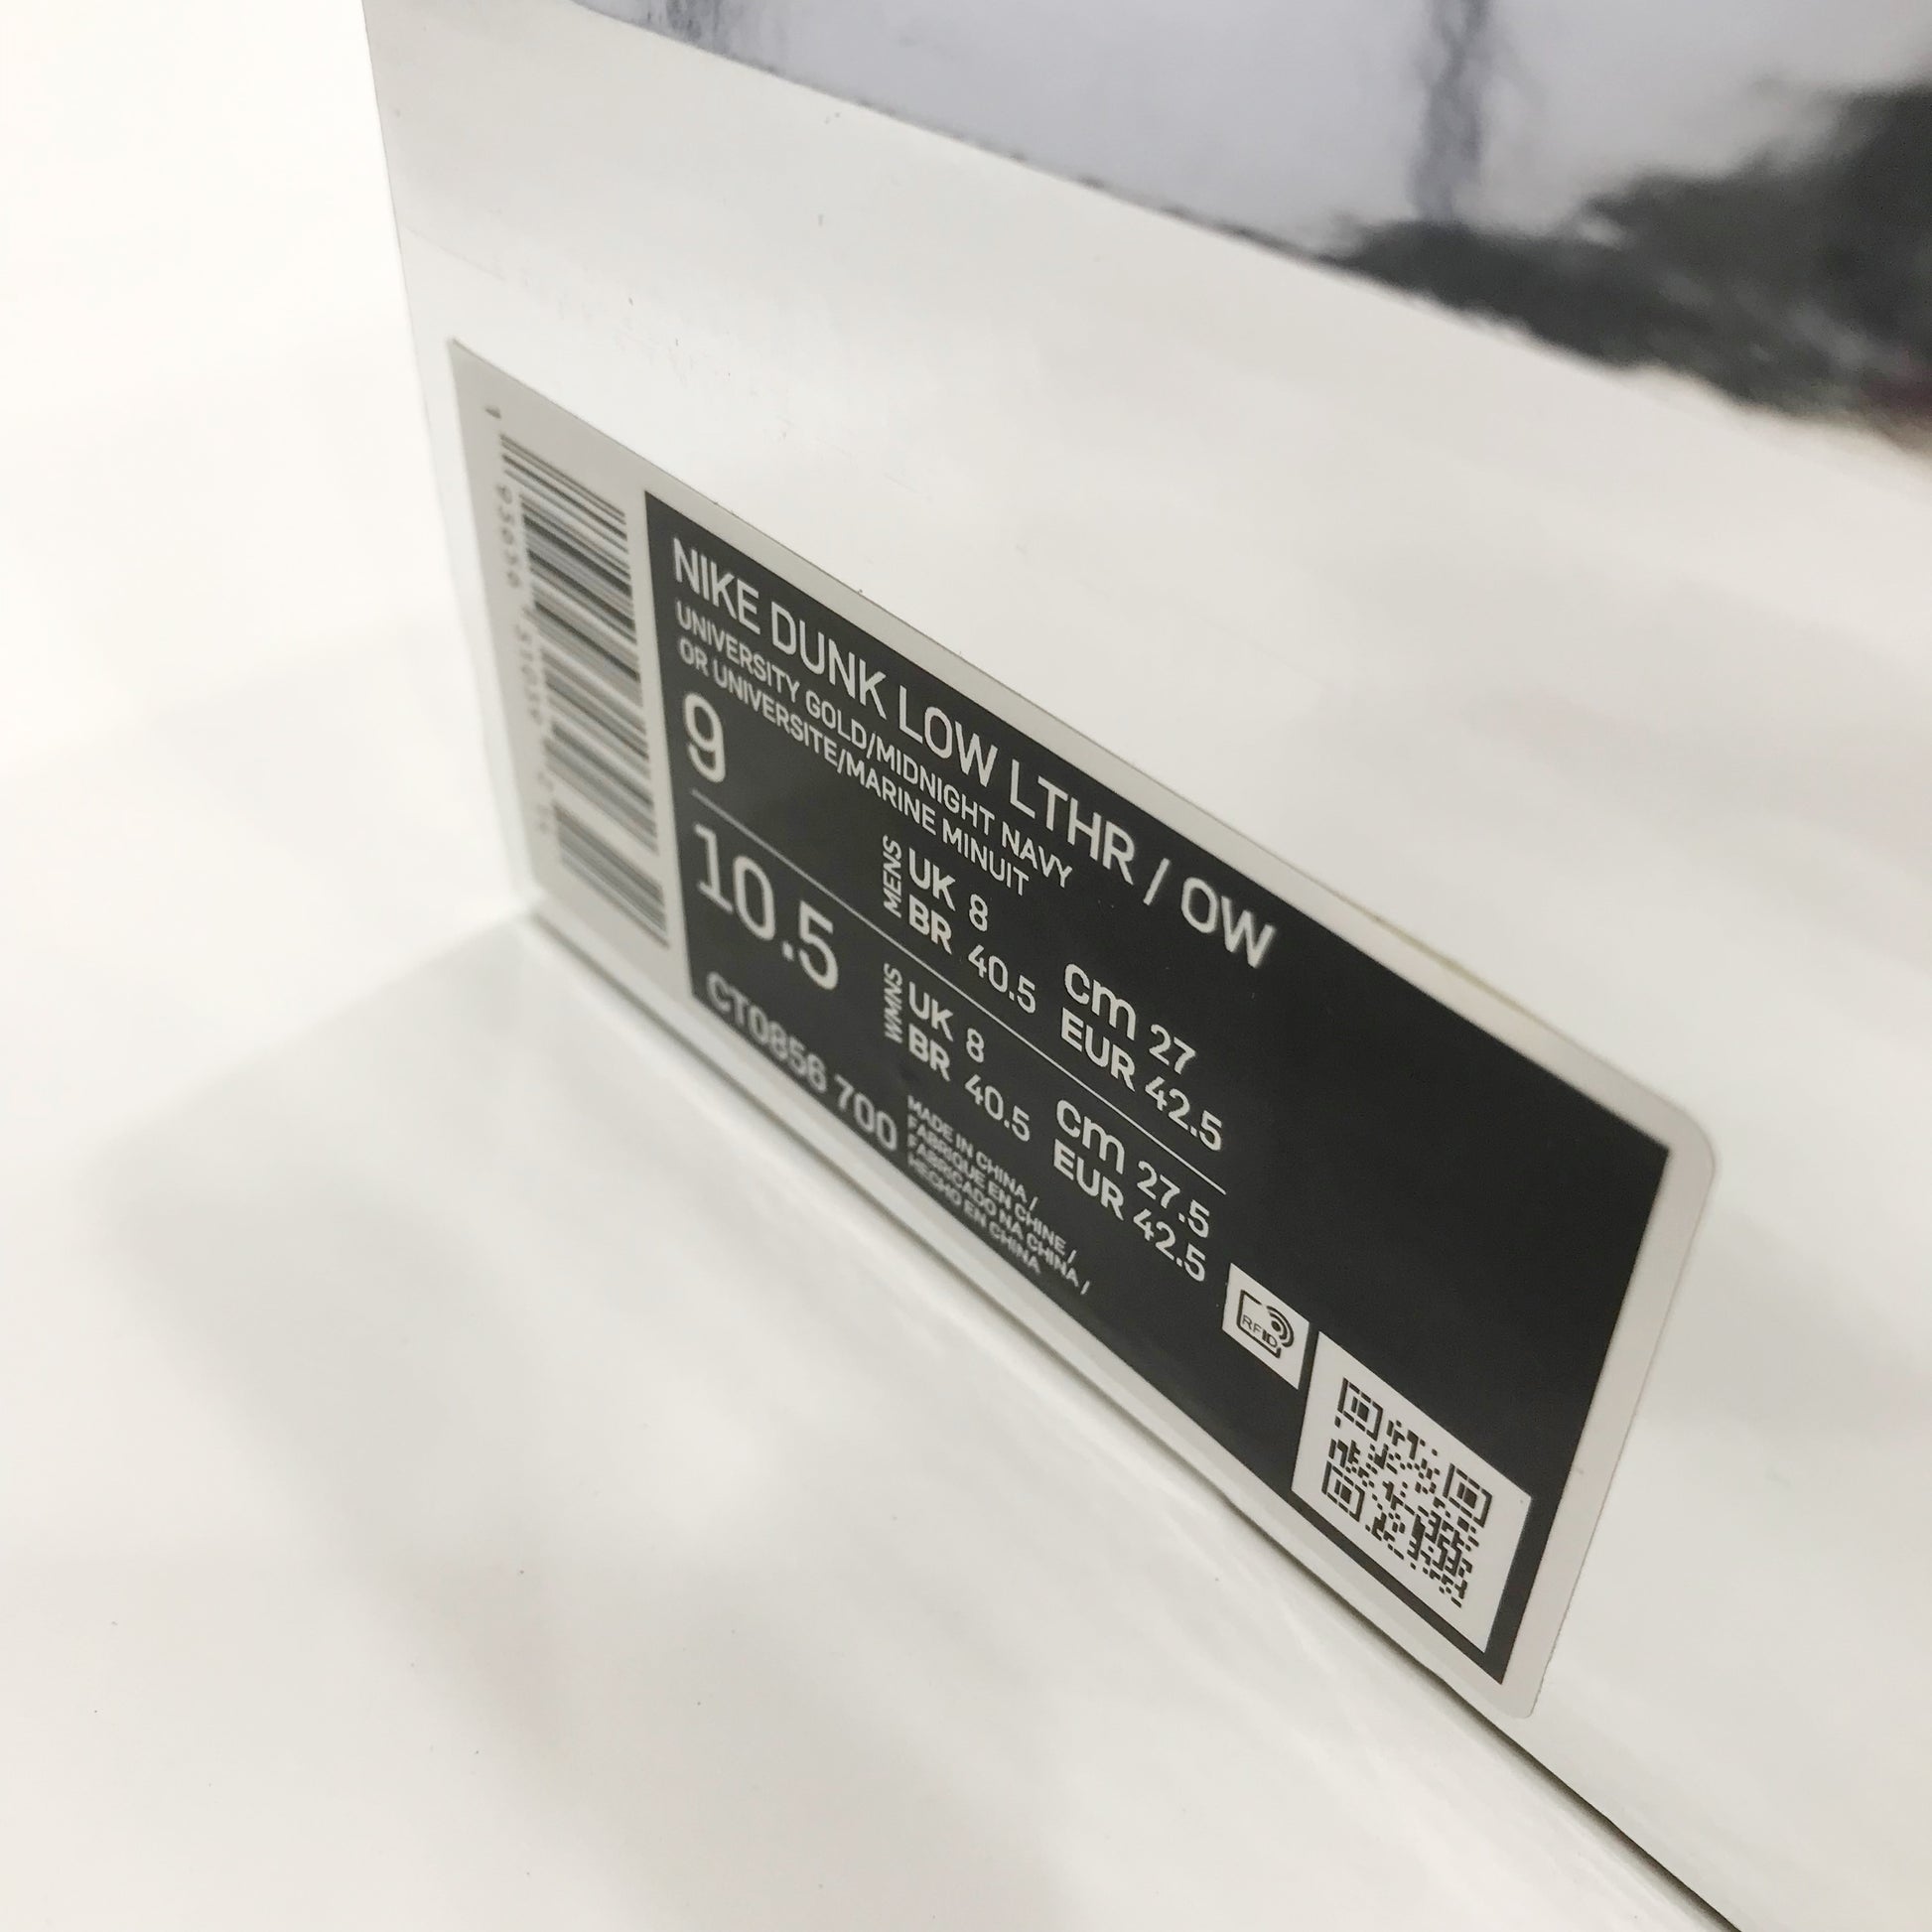 NIKE DUNK LOW LTHR / OW
UNIVERSITY GOLD/MIDNIGHT NAVY
OR UNIVERSITE/MARINE MINUIT
9
MENS
UK 8
BR 40.5
cm 27
EUR 42.5
10.5
WMNS
UK 8
BR 40.5
cm 27.5
EUR 42.5
CT0856 700
MADE IN CHINA /
FABRIQUE EN CHINE /
FABRICADO NA CHINA /
HECHO EN CHINA
RFID